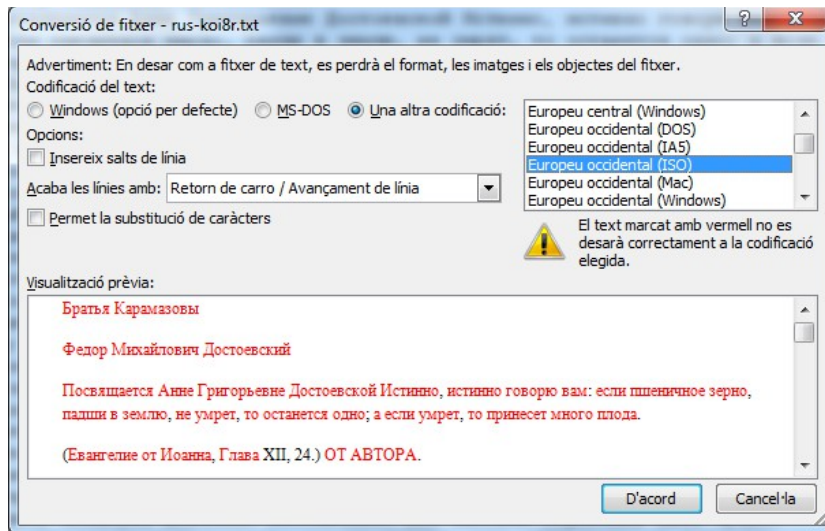 Conversió de fitxer - rus-koi8r.txt
Advertiment: En desar com a fitxer de text, es perdrà el format, les imatges i els objectes del fitxer.
Codificació del text:
Windows (opció per defecte) MS-DOS Una altra codificació:
Europeu central (Windows)
Europeu occidental (DOS)
Europeu occidental (IA5)
Europeu occidental (ISO)
Europeu occidental (Mac)
Europeu occidental (Windows)
Opcions:
Insereix salts de línia
Acaba les línies amb: Retorn de carro / Avançament de línia
Permet la substitució de caràcters
El text marcat amb vermell no es
desarà correctament a la codificació
elegida.
Visualització prèvia:
Братья Карамазовы
Федор Михайлович Достоевский
Посвящается Анне Григорьевне Достоевской Истинно, истинно говорю вам: если пшеничное зерно,
падши в землю, не умрет, то останется одно; а если умрет, то принесет много плода.
(Евангелие от Иоанна, Глава XII, 24.) ОТ АВТОРА.
D'acord Cancel·la